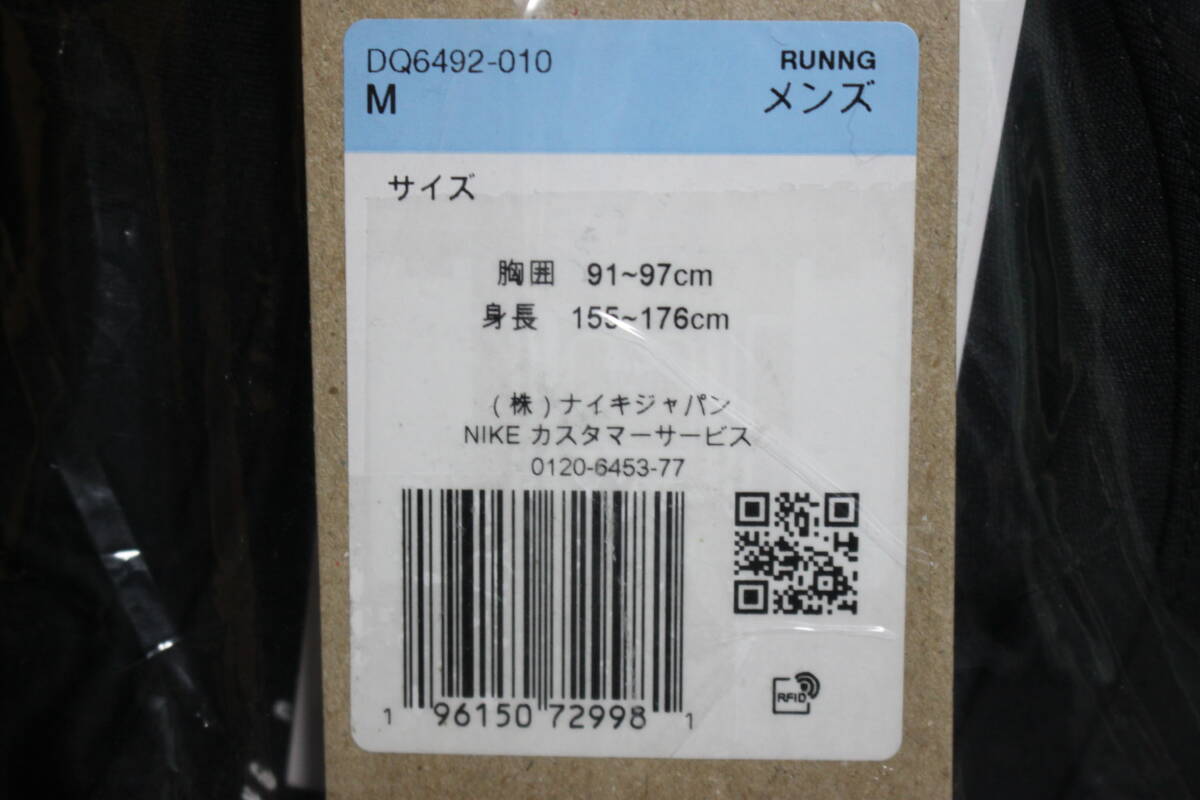 DQ6492-010
RUNNG
M
メンズ
サイズ
胸囲 91~97cm
身長 155~176cm
(株)ナイキジャパン
NIKE カスタマーサービス
0120-6453-77
1 96150 72998 1
RFID